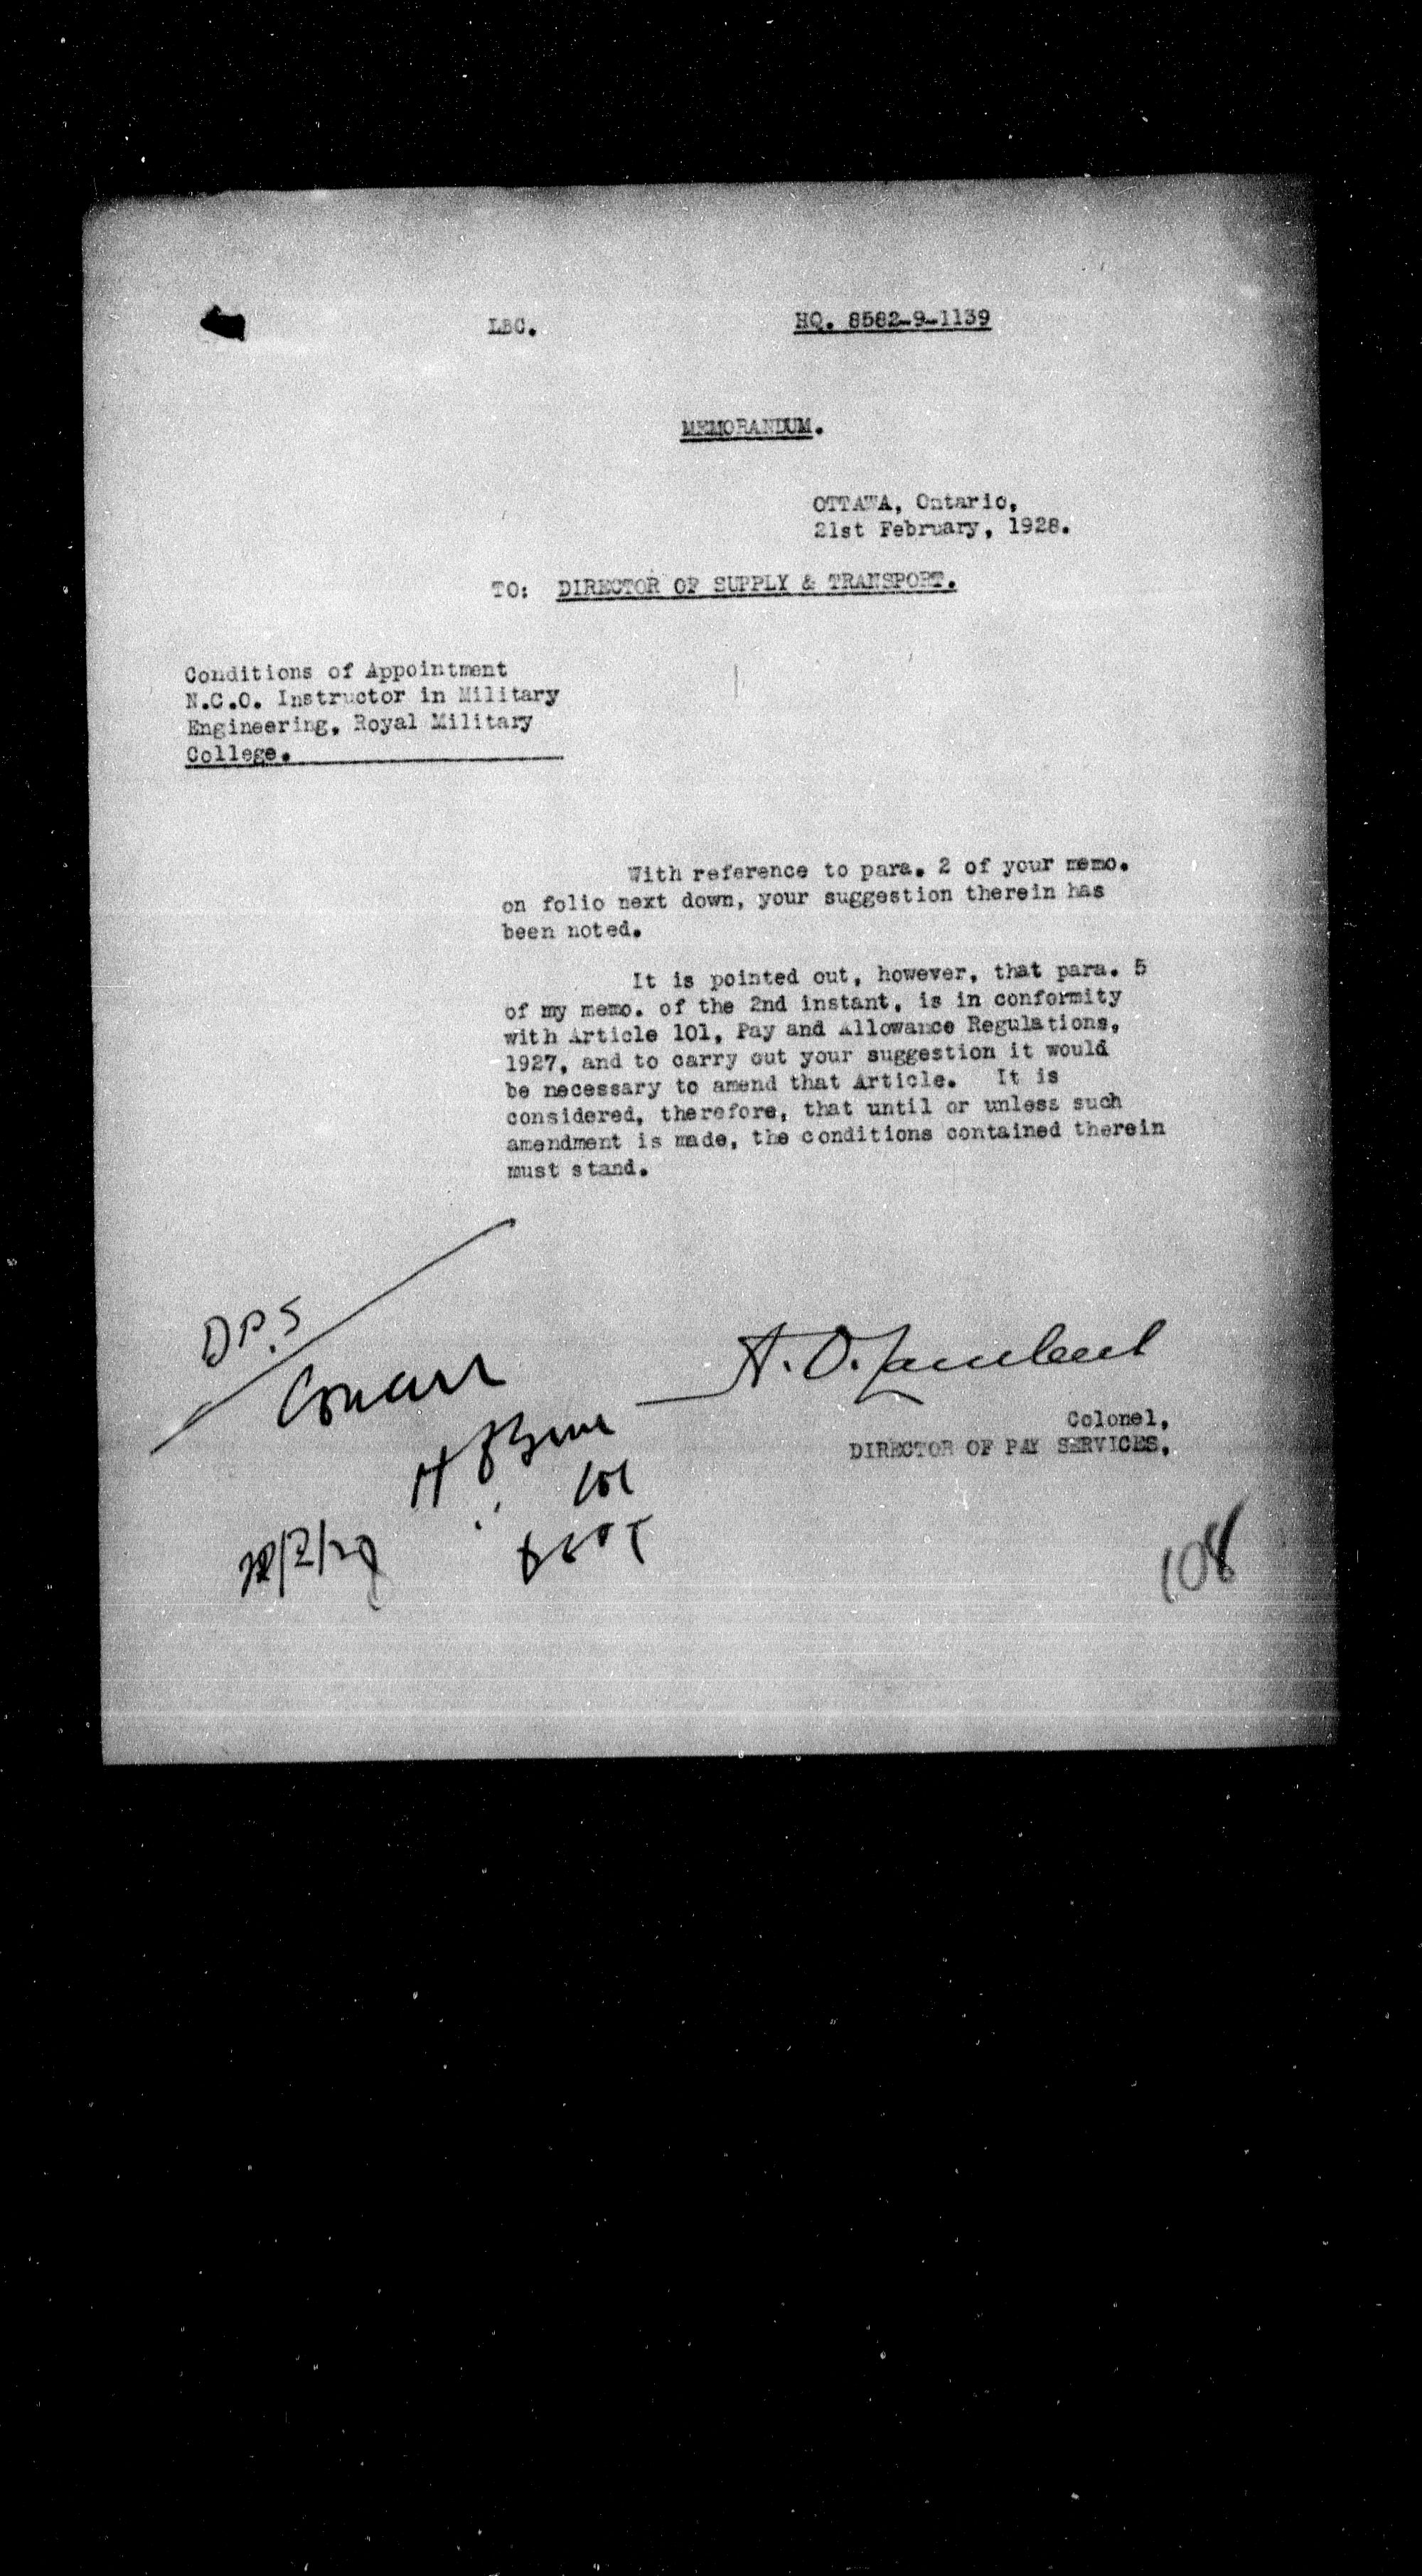 LBC.
HQ. 8582-9-1139
MEMORANDUM.
OTTAWA, Ontario,
21st February, 1928.
TO: DIRECTOR OF SUPPLY & TRANSPORT.
Conditions of Appointment
N.C.O. Instructor in Military
Engineering, Royal Military
College.
With reference to para. 2 of your memo.
on folio next down, your suggestion therein has
been noted.
It is pointed out, however, that para. 5
of my memo. of the 2nd instant, is in conformity
with Article 101, Pay and Allowance Regulations,
1927, and to carry out your suggestion it would
be necessary to amend that Article. It is
considered, therefore, that until or unless such
amendment is made, the conditions contained therein
must stand.
D.P.S
Concur
A. O. Lambert
Colonel,
DIRECTOR OF PAY SERVICES.
Col
108